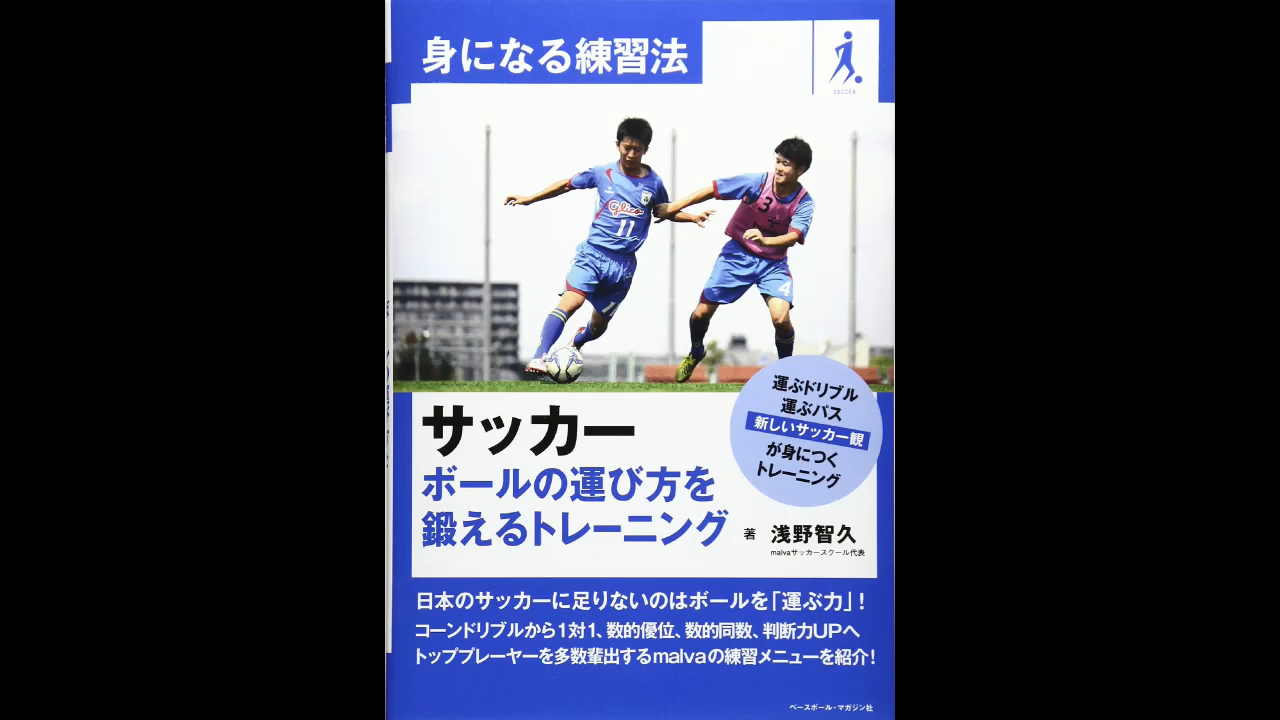 身になる練習法
SOCCER
Glico
11
3
4
サッカー
ボールの運び方を
鍛えるトレーニング
運ぶドリブル
運ぶパス
新しいサッカー観
が身につく
トレーニング
著 浅野智久
malvaサッカースクール代表
日本のサッカーに足りないのはボールを「運ぶ力」!
コーンドリブルから1対1、数的優位、数的同数、判断力UPへ
トッププレーヤーを多数輩出するmalvaの練習メニューを紹介!
ベースボール・マガジン社